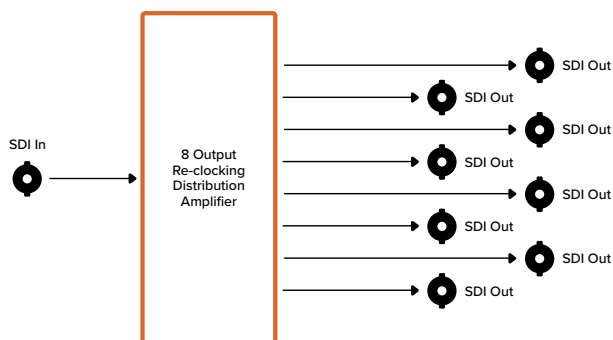 SDI In
8 Output
Re-clocking
Distribution
Amplifier
SDI Out
SDI Out
SDI Out
SDI Out
SDI Out
SDI Out
SDI Out
SDI Out